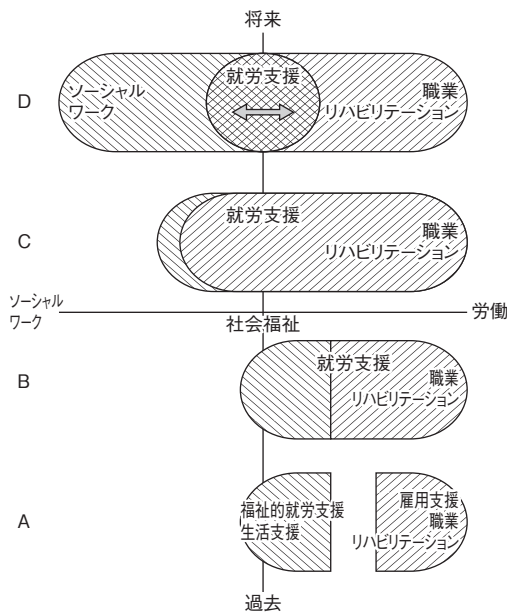 将来
D
ソーシャル
ワーク
就労支援
職業
リハビリテーション
C
就労支援
職業
リハビリテーション
ソーシャル
ワーク
労働
社会福祉
B
就労支援
職業
リハビリテーション
A
福祉的就労支援
生活支援
雇用支援
職業
リハビリテーション
過去